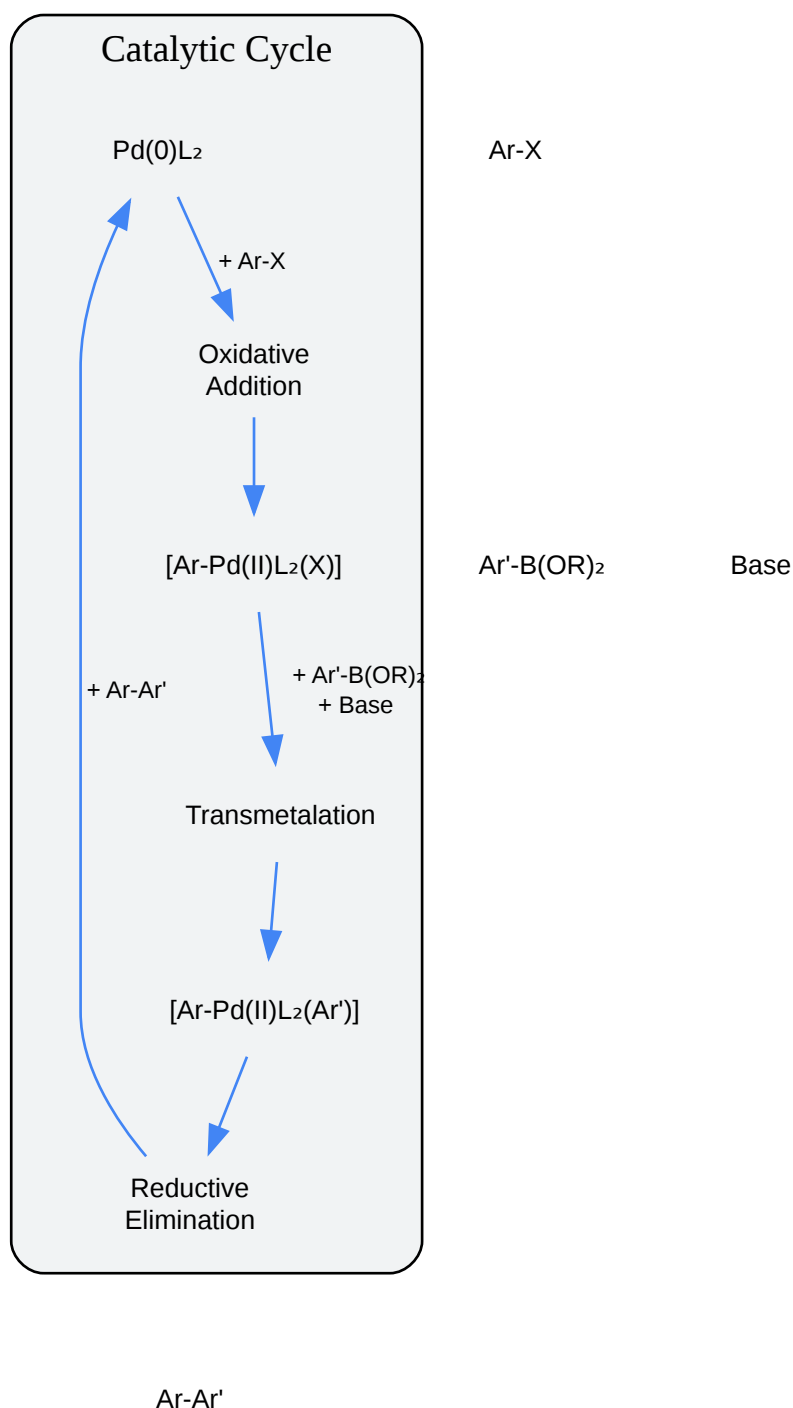 Catalytic Cycle
Pd(0)L₂
Ar-X
+ Ar-X
Oxidative
Addition
[Ar-Pd(II)L₂(X)]
Ar'-B(OR)₂
Base
+ Ar'-B(OR)₂
+ Base
+ Ar-Ar'
Transmetalation
[Ar-Pd(II)L₂(Ar')]
Reductive
Elimination
Ar-Ar'